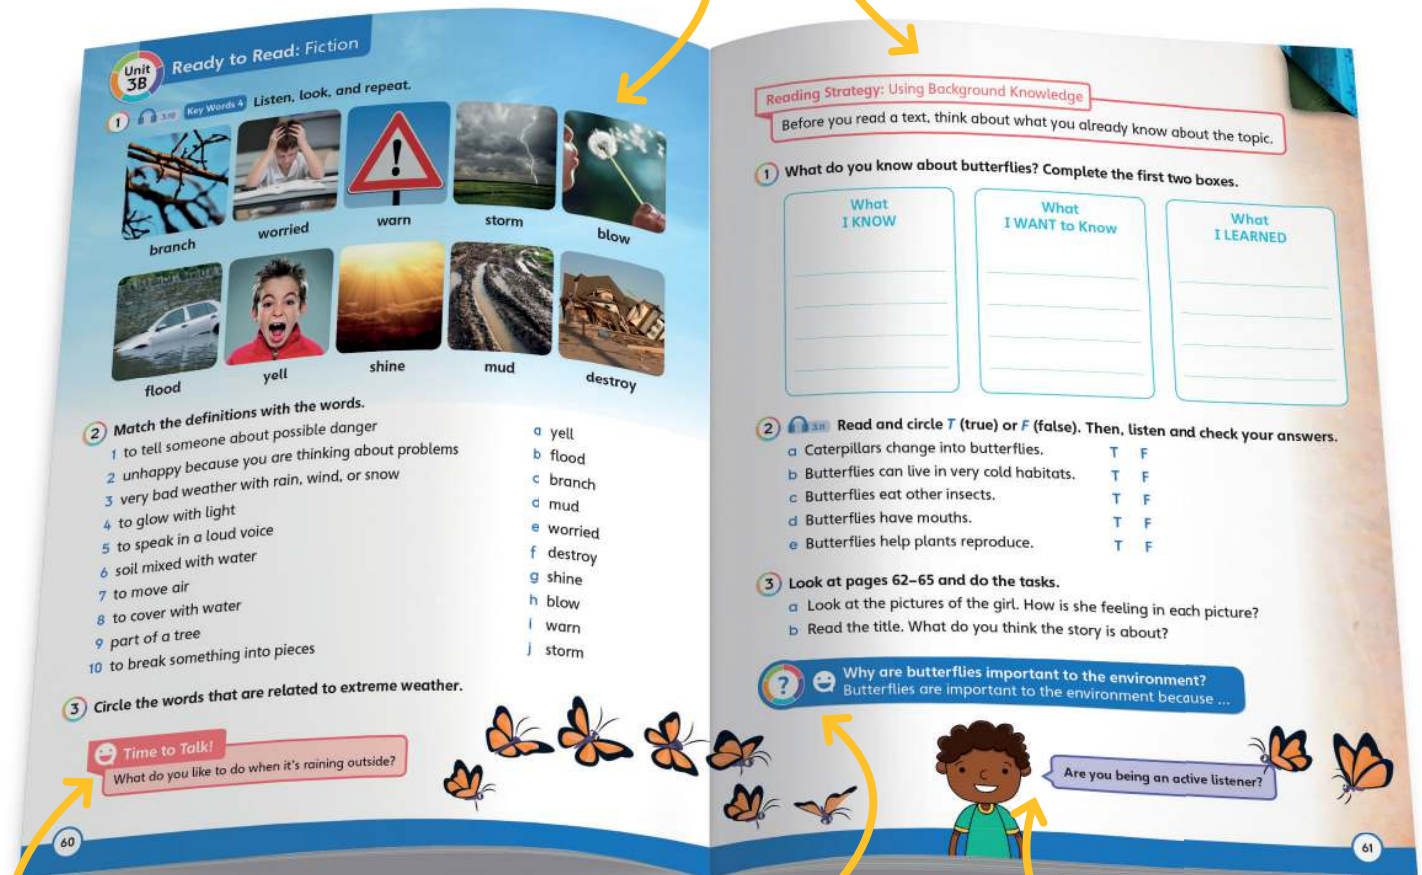 Unit
3B
Ready to Read: Fiction
1 3.10 Key Words 4 Listen, look, and repeat.
branch
worried
warn
storm
blow
flood
yell
shine
mud
destroy
2 Match the definitions with the words.
1 to tell someone about possible danger
2 unhappy because you are thinking about problems
3 very bad weather with rain, wind, or snow
4 to glow with light
5 to speak in a loud voice
6 soil mixed with water
7 to move air
8 to cover with water
9 part of a tree
10 to break something into pieces
a yell
b flood
c branch
d mud
e worried
f destroy
g shine
h blow
i warn
j storm
3 Circle the words that are related to extreme weather.
Time to Talk!
What do you like to do when it's raining outside?
60
Reading Strategy: Using Background Knowledge
Before you read a text, think about what you already know about the topic.
1 What do you know about butterflies? Complete the first two boxes.
What
I KNOW
What
I WANT to Know
What
I LEARNED
2 3.11 Read and circle T (true) or F (false). Then, listen and check your answers.
a Caterpillars change into butterflies. T F
b Butterflies can live in very cold habitats. T F
c Butterflies eat other insects. T F
d Butterflies have mouths. T F
e Butterflies help plants reproduce. T F
3 Look at pages 62–65 and do the tasks.
a Look at the pictures of the girl. How is she feeling in each picture?
b Read the title. What do you think the story is about?
? Why are butterflies important to the environment?
Butterflies are important to the environment because ...
Are you being an active listener?
61